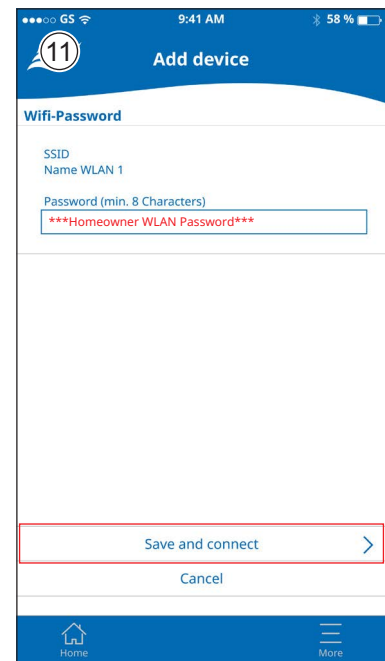 GS 9:41 AM 58 %
11
Add device
Wifi-Password
SSID
Name WLAN 1
Password (min. 8 Characters)
***Homeowner WLAN Password***
Save and connect
Cancel
Home More